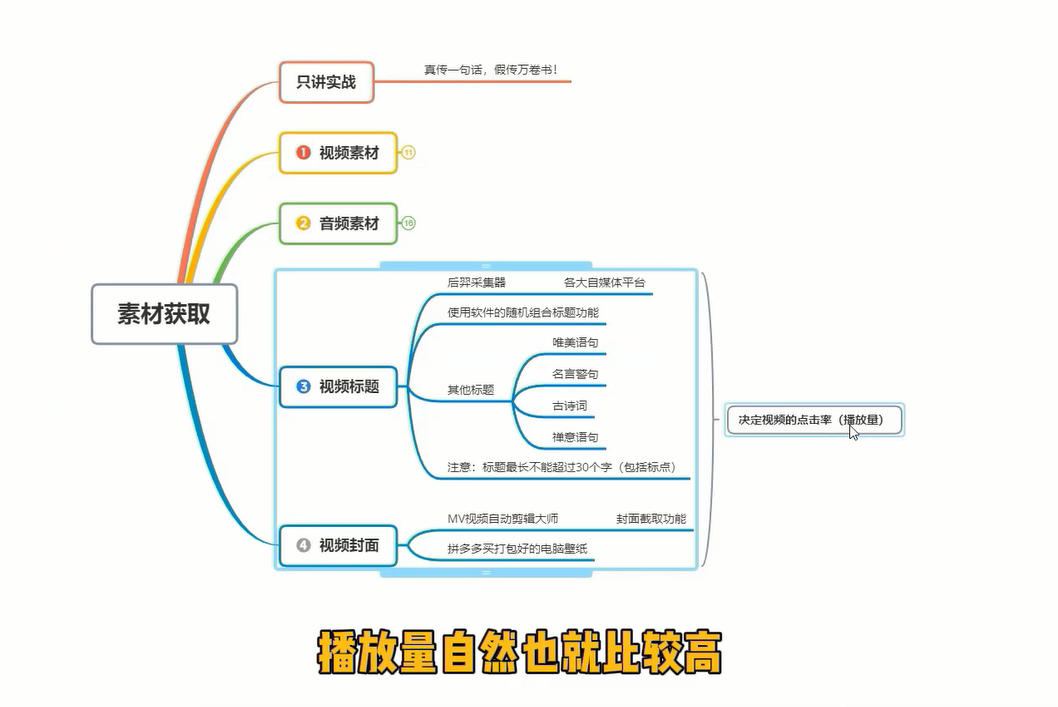 只讲实战
真传一句话，假传万卷书！
1 视频素材 11
2 音频素材 16
素材获取
3 视频标题
后羿采集器 各大自媒体平台
使用软件的随机组合标题功能
其他标题
唯美语句
名言警句
古诗词
禅意语句
注意：标题最长不能超过30个字（包括标点）
4 视频封面
MV视频自动剪辑大师 封面截取功能
拼多多买打包好的电脑壁纸
决定视频的点击率（播放量）
播放量自然也就比较高